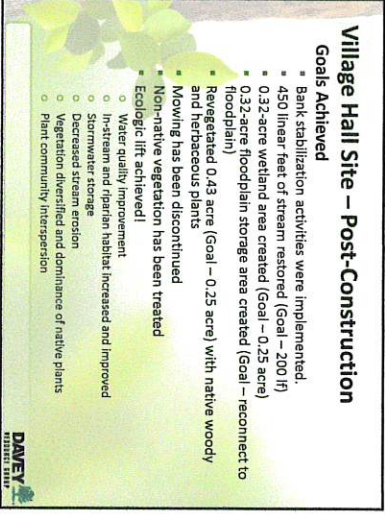 Village Hall Site – Post-Construction
Goals Achieved
▪ Bank stabilization activities were implemented.
▪ 450 linear feet of stream restored (Goal – 200 lf)
▪ 0.32-acre wetland area created (Goal – 0.25 acre)
▪ 0.32-acre floodplain storage area created (Goal – reconnect to
floodplain)
▪ Revegetated 0.43 acre (Goal – 0.25 acre) with native woody
and herbaceous plants
▪ Mowing has been discontinued
▪ Non-native vegetation has been treated
▪ Ecologic lift achieved!
○ Water quality improvement
○ In-stream and riparian habitat increased and improved
○ Stormwater storage
○ Decreased stream erosion
○ Vegetation diversified and dominance of native plants
○ Plant community interspersion
DAVEY
RESOURCE GROUP